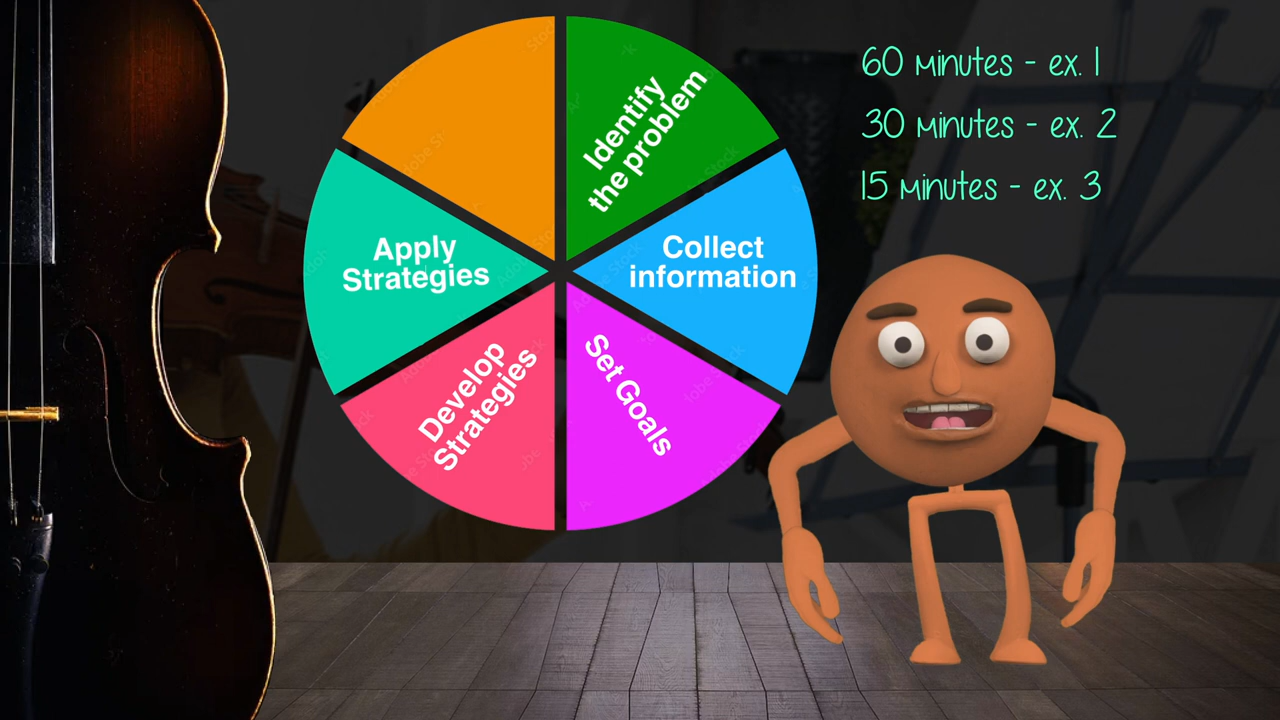 Identify
the problem
Collect
information
Set Goals
Develop
Strategies
Apply
Strategies
60 minutes - ex. 1
30 minutes - ex. 2
15 minutes - ex. 3